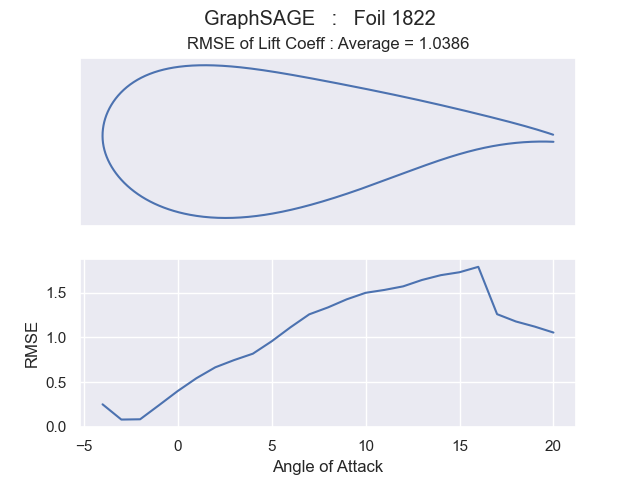 GraphSAGE : Foil 1822
RMSE of Lift Coeff : Average = 1.0386
1.5
1.0
0.5
0.0
RMSE
−5 0 5 10 15 20
Angle of Attack